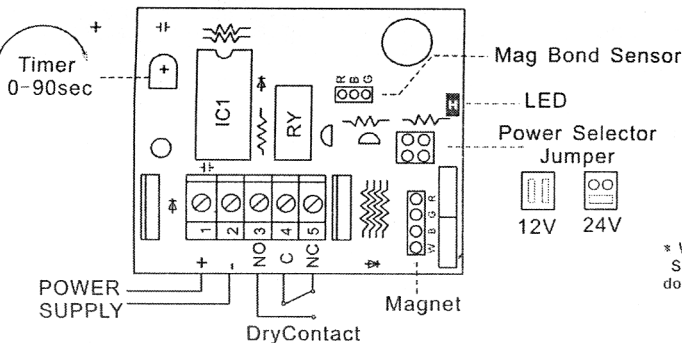 Timer
0-90sec
+
+
IC1
RY
R B G
Mag Bond Sensor
LED
Power Selector
Jumper
12V
24V
1 2 3 4 5
+ - NO C NC
W B G R
POWER
SUPPLY
DryContact
Magnet
* 
S
do